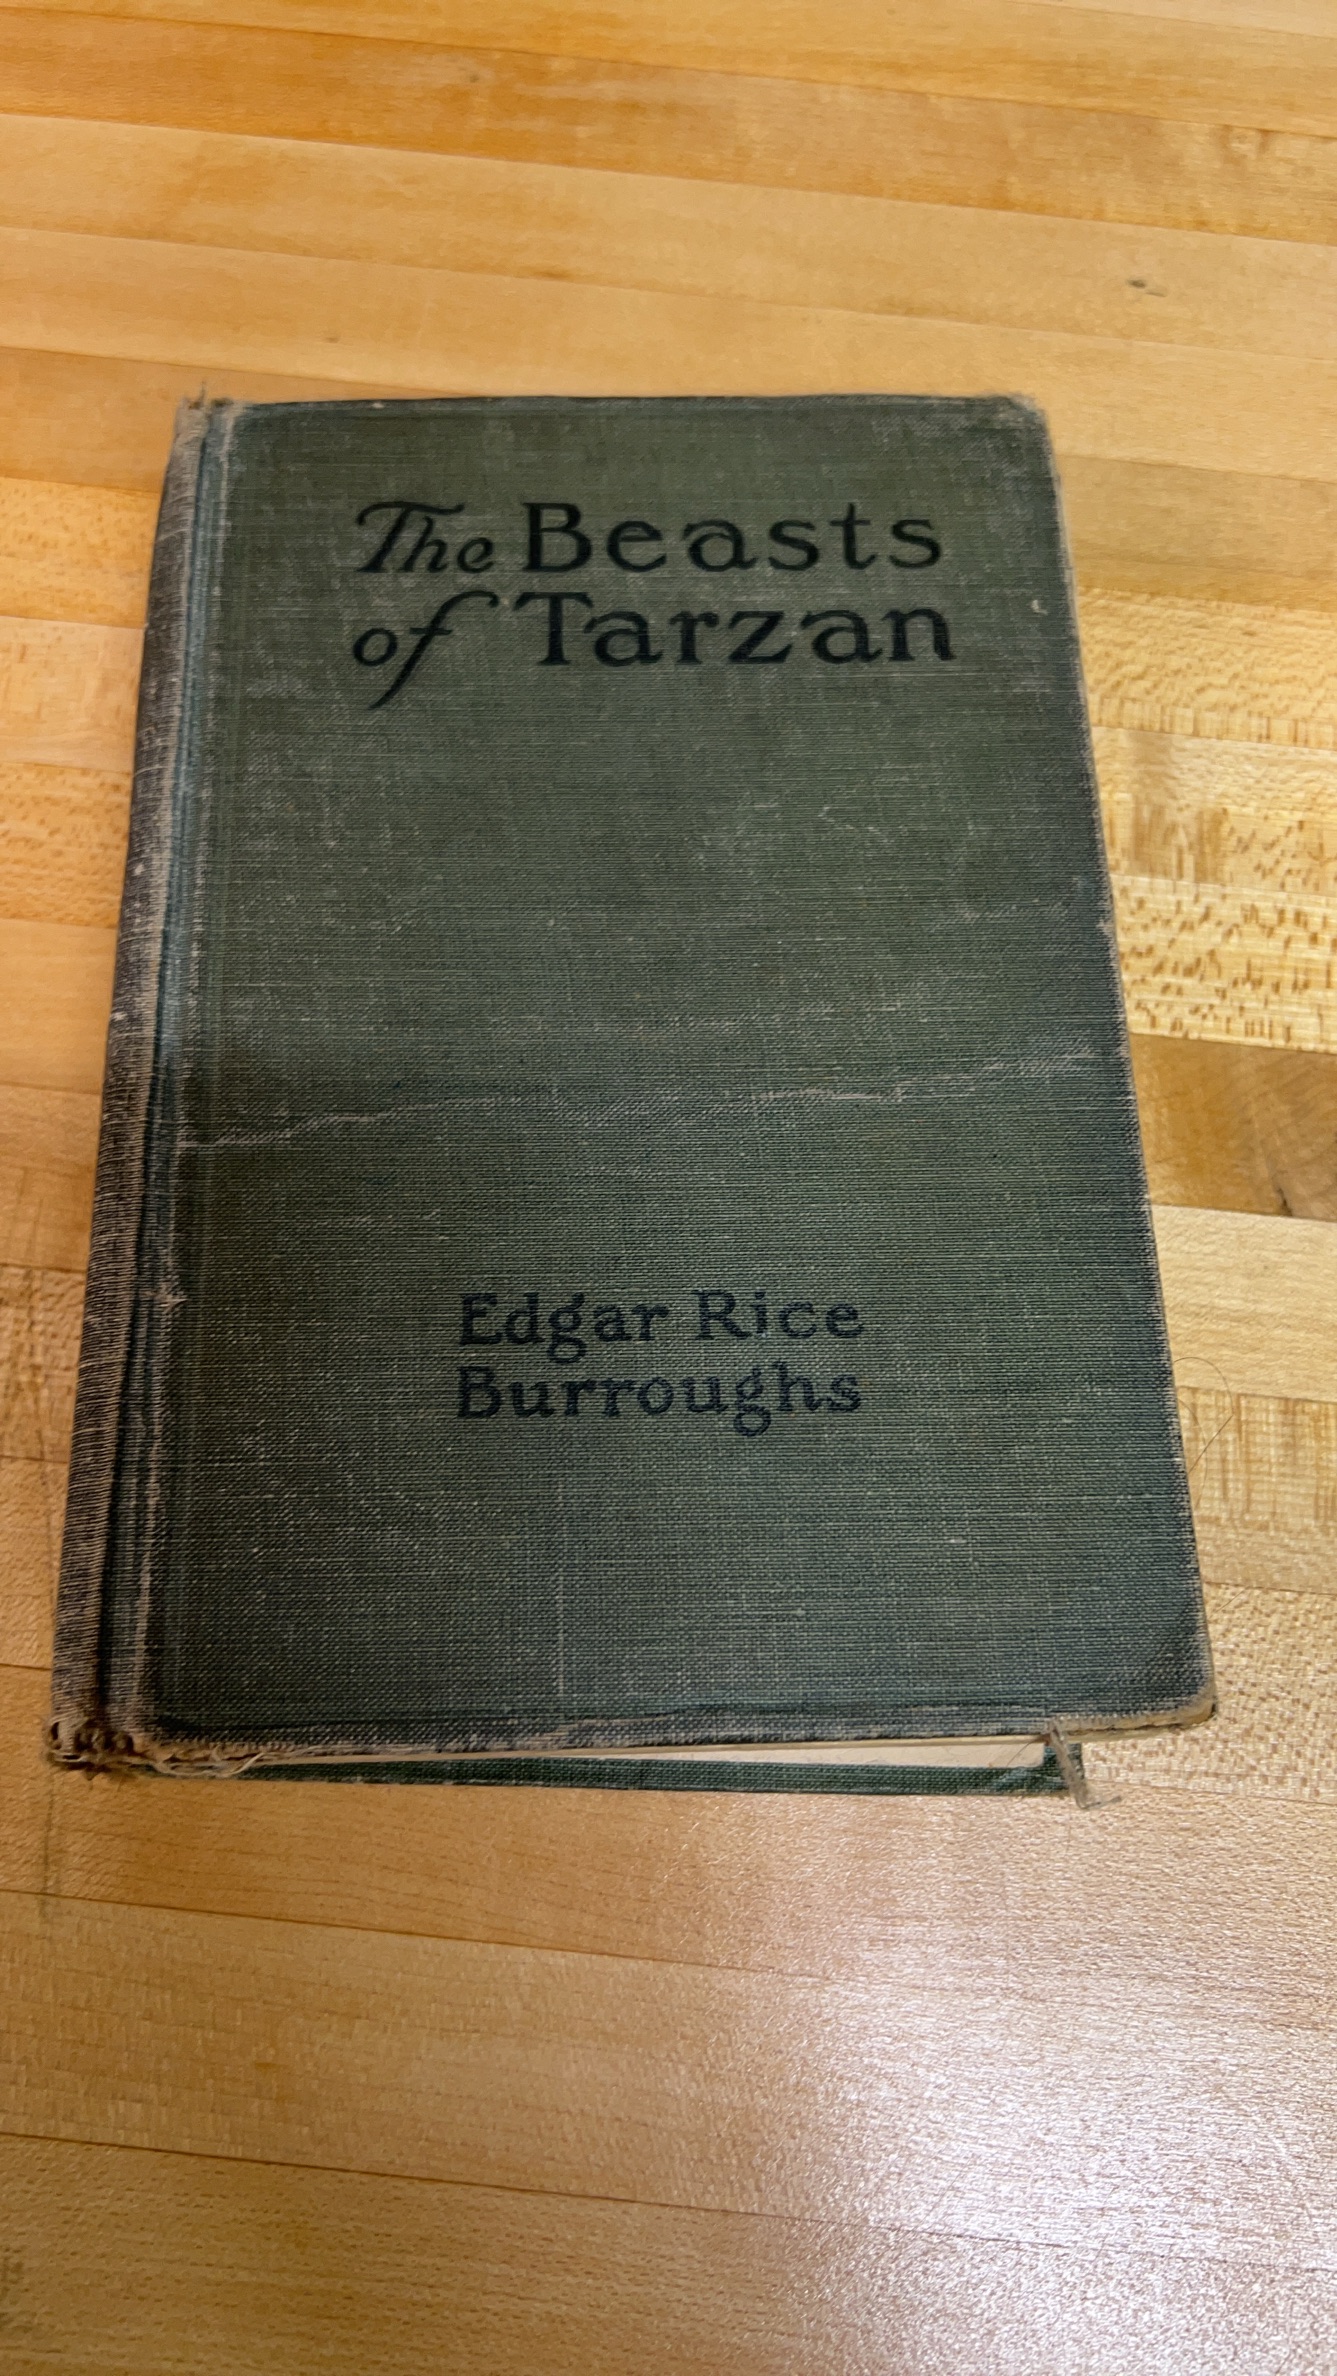 The Beasts
of Tarzan
Edgar Rice
Burroughs